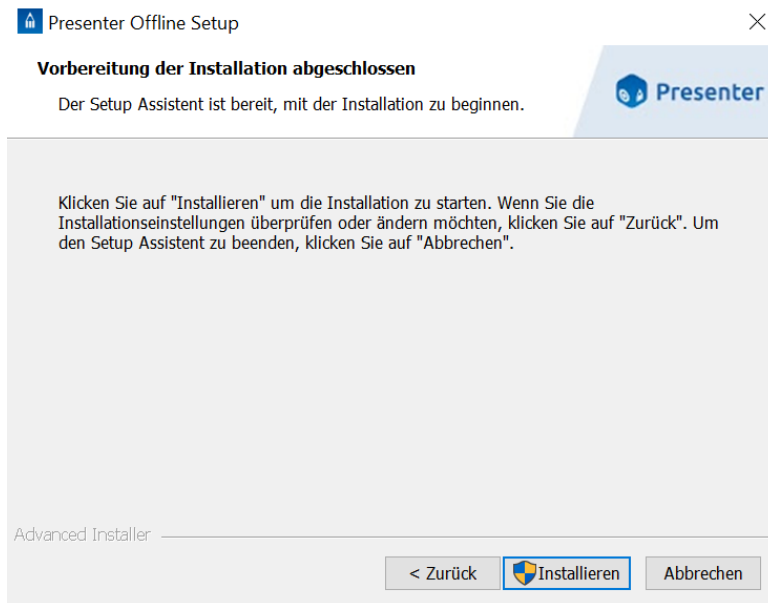 Presenter Offline Setup
Vorbereitung der Installation abgeschlossen
Der Setup Assistent ist bereit, mit der Installation zu beginnen.
Presenter
Klicken Sie auf "Installieren" um die Installation zu starten. Wenn Sie die
Installationseinstellungen überprüfen oder ändern möchten, klicken Sie auf "Zurück". Um
den Setup Assistent zu beenden, klicken Sie auf "Abbrechen".
Advanced Installer
< Zurück
Installieren
Abbrechen